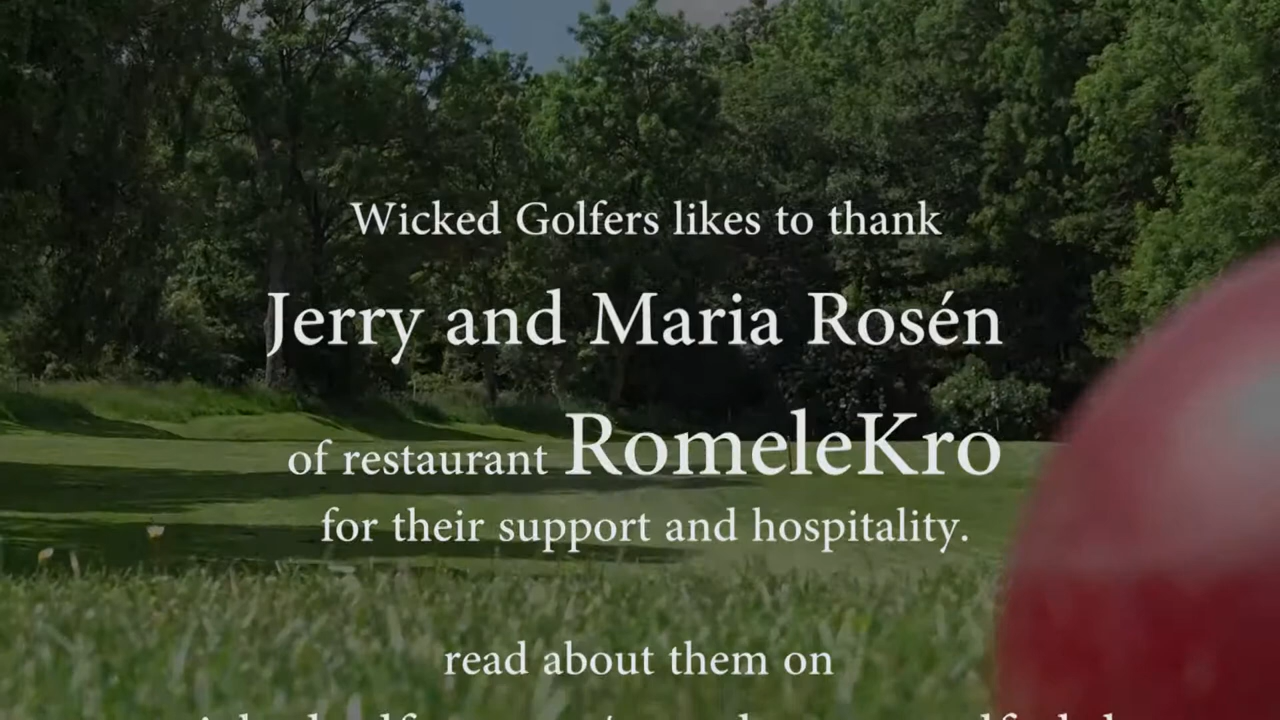 Wicked Golfers likes to thank
Jerry and Maria Rosén
of restaurant RomeleKro
for their support and hospitality.
read about them on